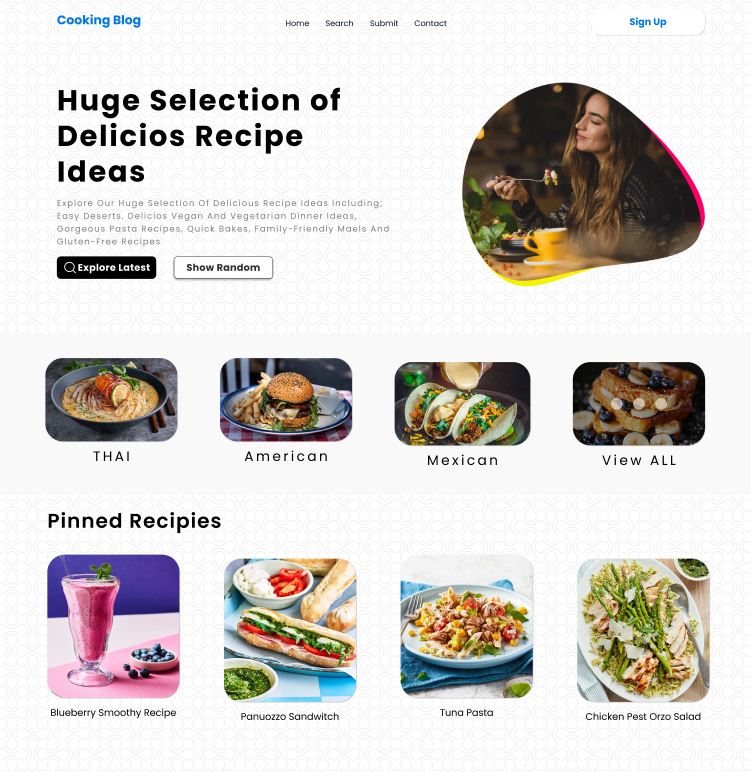 Cooking Blog
Home Search Submit Contact
Sign Up
Huge Selection of
Delicios Recipe
Ideas
Explore Our Huge Selection Of Delicious Recipe Ideas Including;
Easy Deserts, Delicios Vegan And Vegetarian Dinner Ideas,
Gorgeous Pasta Recipes, Quick Bakes, Family-Friendly Maels And
Gluten-Free Recipes
Explore Latest
Show Random
THAI
American
Mexican
View ALL
Pinned Recipies
Blueberry Smoothy Recipe
Panuozzo Sandwitch
Tuna Pasta
Chicken Pest Orzo Salad